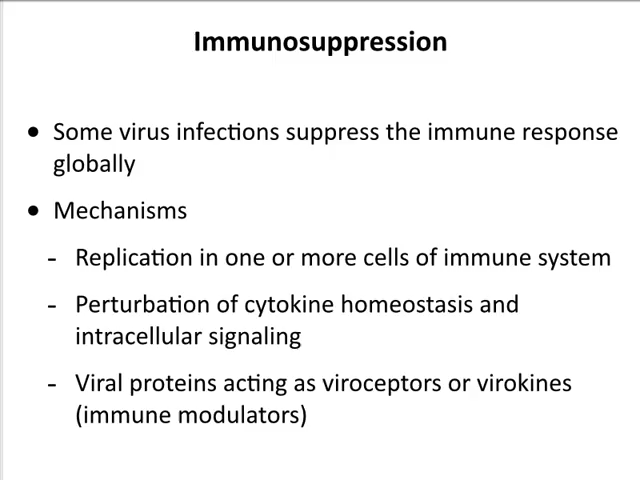 Immunosuppression
• Some virus infections suppress the immune response
globally
• Mechanisms
- Replication in one or more cells of immune system
- Perturbation of cytokine homeostasis and
intracellular signaling
- Viral proteins acting as viroceptors or virokines
(immune modulators)